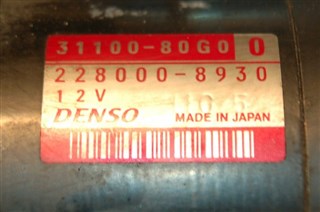 31100-80G0 0
228000-8930
12V
DENSO MADE IN JAPAN